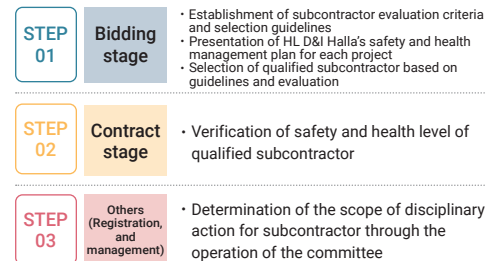 STEP
01
Bidding
stage
· Establishment of subcontractor evaluation criteria
and selection guidelines
· Presentation of HL D&I Halla's safety and health
management plan for each project
· Selection of qualified subcontractor based on
guidelines and evaluation
STEP
02
Contract
stage
· Verification of safety and health level of
qualified subcontractor
STEP
03
Others
(Registration,
and
management)
· Determination of the scope of disciplinary
action for subcontractor through the
operation of the committee